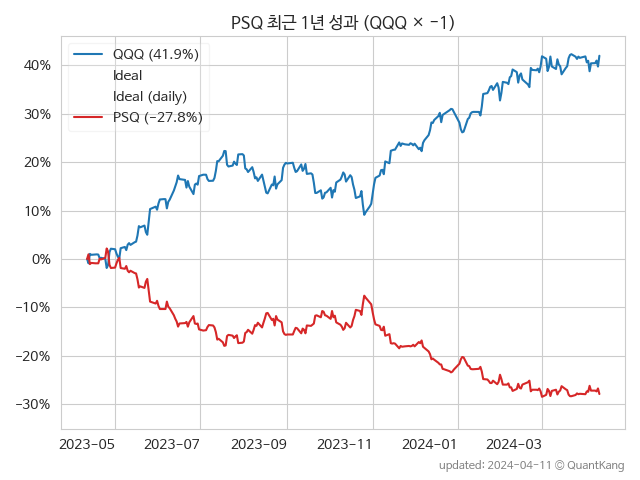 PSQ 최근 1년 성과 (QQQ × −1)
QQQ (41.9%)
Ideal
Ideal (daily)
PSQ (−27.8%)
40%
30%
20%
10%
0%
−10%
−20%
−30%
2023-05 2023-07 2023-09 2023-11 2024-01 2024-03
updated: 2024-04-11 © QuantKang